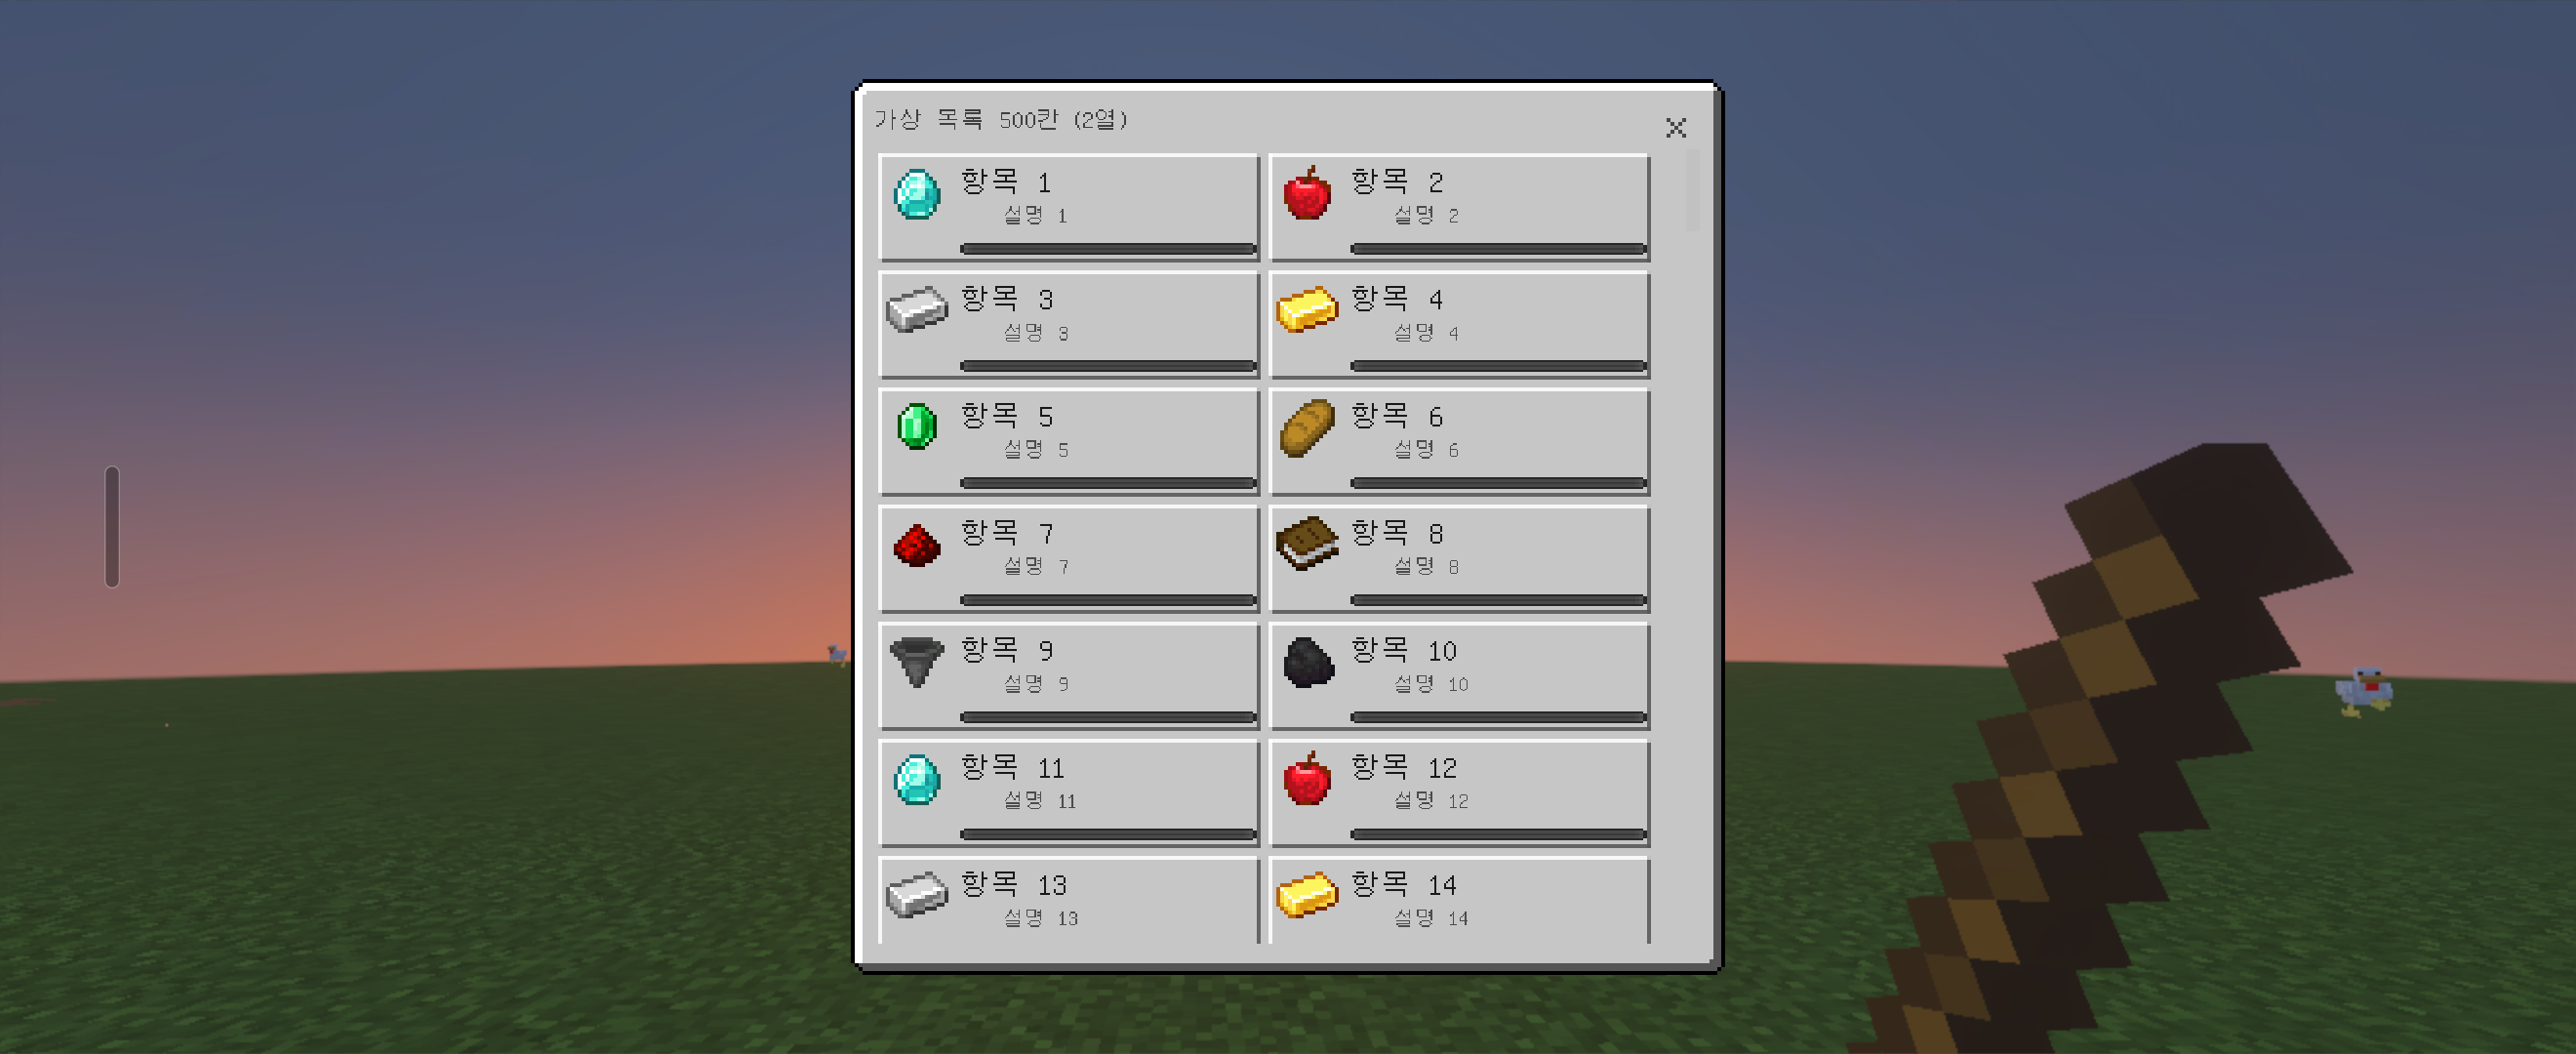 가상 목록 500칸 (2열)
항목 1
설명 1
항목 2
설명 2
항목 3
설명 3
항목 4
설명 4
항목 5
설명 5
항목 6
설명 6
항목 7
설명 7
항목 8
설명 8
항목 9
설명 9
항목 10
설명 10
항목 11
설명 11
항목 12
설명 12
항목 13
설명 13
항목 14
설명 14